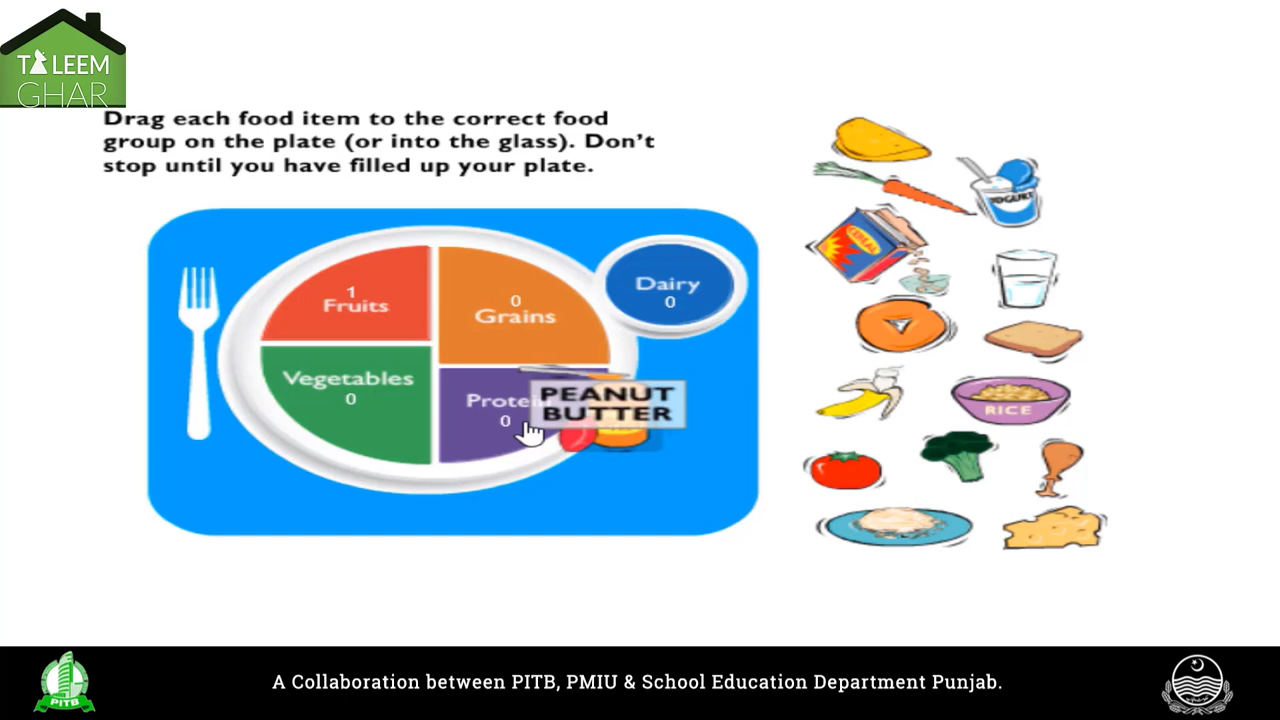 TALEEM
GHAR
Drag each food item to the correct food
group on the plate (or into the glass). Don't
stop until you have filled up your plate.
1
Fruits
0
Grains
Dairy
0
Vegetables
0
Protein
0
PEANUT
BUTTER
YOGURT
CEREAL
RICE
PITB
A Collaboration between PITB, PMIU & School Education Department Punjab.